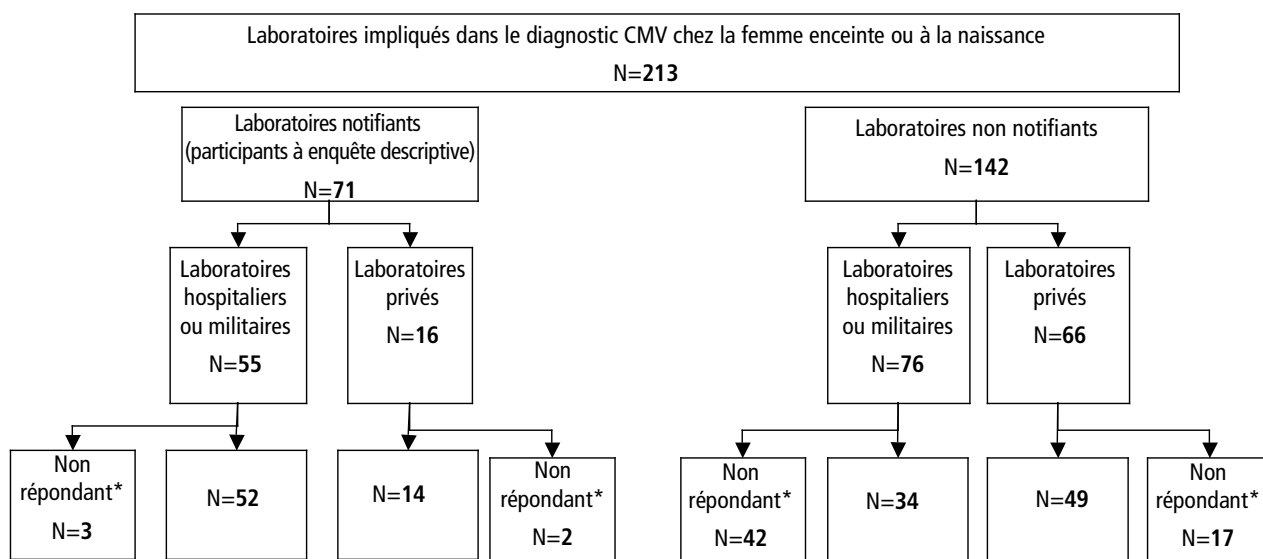 Laboratoires impliqués dans le diagnostic CMV chez la femme enceinte ou à la naissance
N=213
Laboratoires notifiants
(participants à enquête descriptive)
N=71
Laboratoires non notifiants
N=142
Laboratoires
hospitaliers
ou militaires
N=55
Laboratoires
privés
N=16
Laboratoires
hospitaliers
ou militaires
N=76
Laboratoires
privés
N=66
Non
répondant*
N=3
N=52
N=14
Non
répondant*
N=2
Non
répondant*
N=42
N=34
N=49
Non
répondant*
N=17